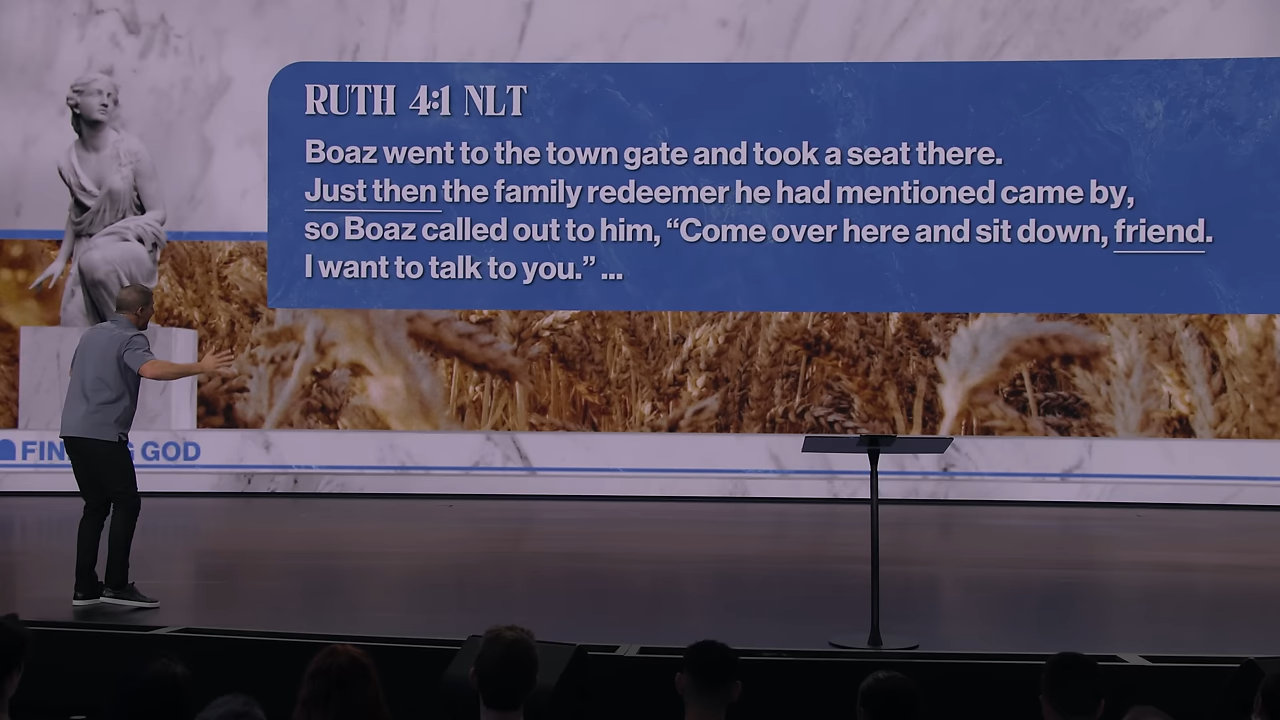 RUTH 4:1 NLT
Boaz went to the town gate and took a seat there.
Just then the family redeemer he had mentioned came by,
so Boaz called out to him, “Come over here and sit down, friend.
I want to talk to you.” ...
GOD